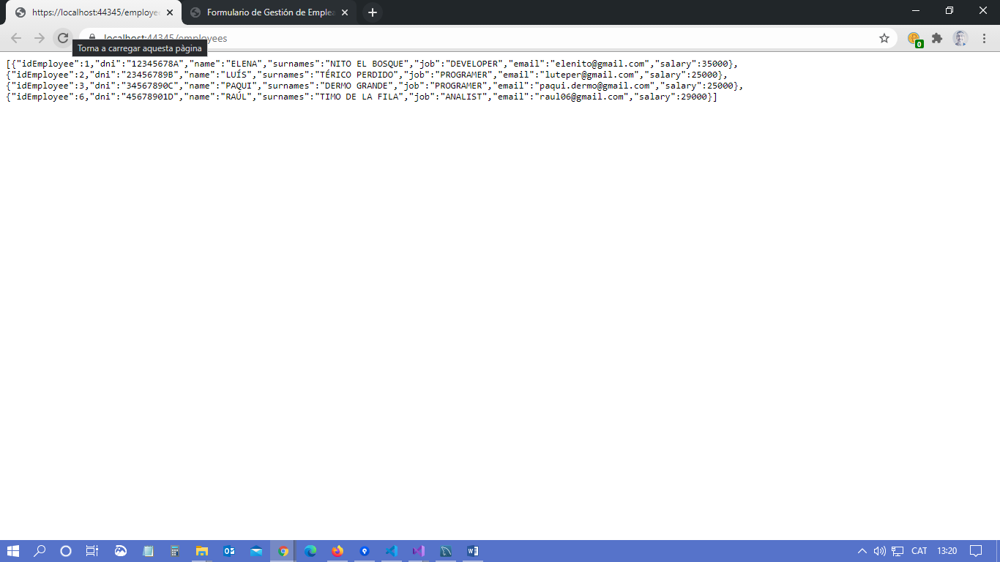 https://localhost:44345/employe
Formulario de Gestión de Emplea
localhost:44345/employees
0
Torna a carregar aquesta pàgina
[{"idEmployee":1,"dni":"12345678A","name":"ELENA","surnames":"NITO EL BOSQUE","job":"DEVELOPER","email":"elenito@gmail.com","salary":35000},
{"idEmployee":2,"dni":"23456789B","name":"LUÍS","surnames":"TÉRICO PERDIDO","job":"PROGRAMER","email":"luteper@gmail.com","salary":25000},
{"idEmployee":3,"dni":"34567890C","name":"PAQUI","surnames":"DERMO GRANDE","job":"PROGRAMER","email":"paqui.dermo@gmail.com","salary":25000},
{"idEmployee":6,"dni":"45678901D","name":"RAÚL","surnames":"TIMO DE LA FILA","job":"ANALIST","email":"raul06@gmail.com","salary":29000}]
CAT 13:20